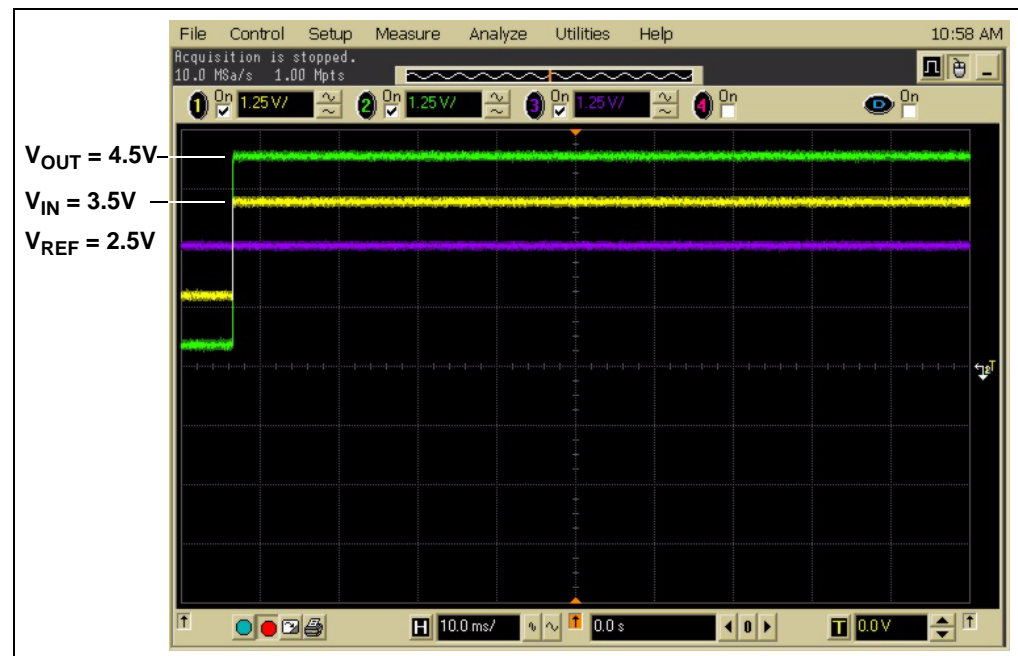 File Control Setup Measure Analyze Utilities Help 10:58 AM
Acquisition is stopped.
10.0 MSa/s 1.00 Mpts
1 On 1.25 V/ 2 On 1.25 V/ 3 On 1.25 V/ 4 On D On
VOUT = 4.5V
VIN = 3.5V
VREF = 2.5V
H 10.0 ms/ 0.0 s 0 T 0.0 V